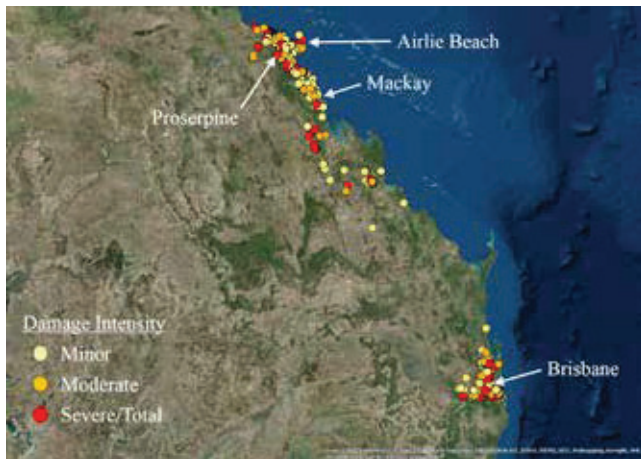 Airlie Beach
Mackay
Proserpine
Damage Intensity
Minor
Moderate
Severe/Total
Brisbane